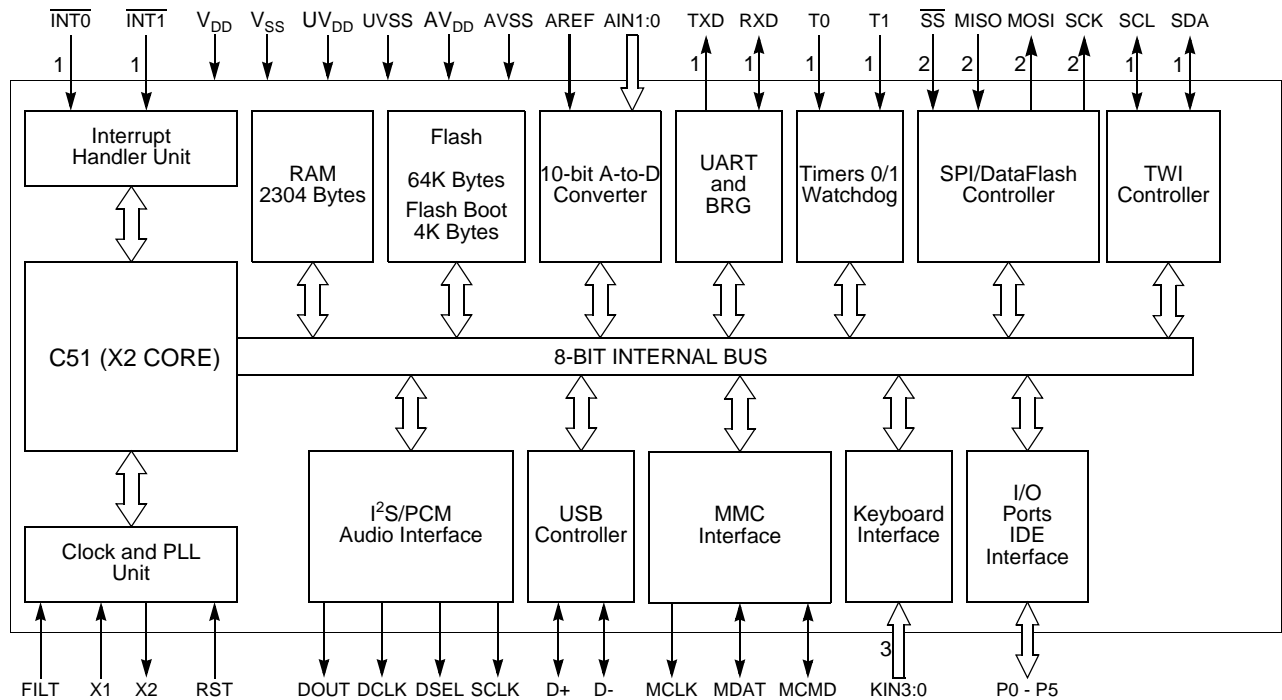 INT0 INT1 VDD VSS UVDD UVSS AVDD AVSS AREF AIN1:0 TXD RXD T0 T1 SS MISO MOSI SCK SCL SDA
1 1 1 1 1 1 2 2 2 2 1 1
Interrupt
Handler Unit
RAM
2304 Bytes
Flash
64K Bytes
Flash Boot
4K Bytes
10-bit A-to-D
Converter
UART
and
BRG
Timers 0/1
Watchdog
SPI/DataFlash
Controller
TWI
Controller
C51 (X2 CORE)
8-BIT INTERNAL BUS
Clock and PLL
Unit
I²S/PCM
Audio Interface
USB
Controller
MMC
Interface
Keyboard
Interface
I/O
Ports
IDE
Interface
3
FILT X1 X2 RST DOUT DCLK DSEL SCLK D+ D- MCLK MDAT MCMD KIN3:0 P0 - P5